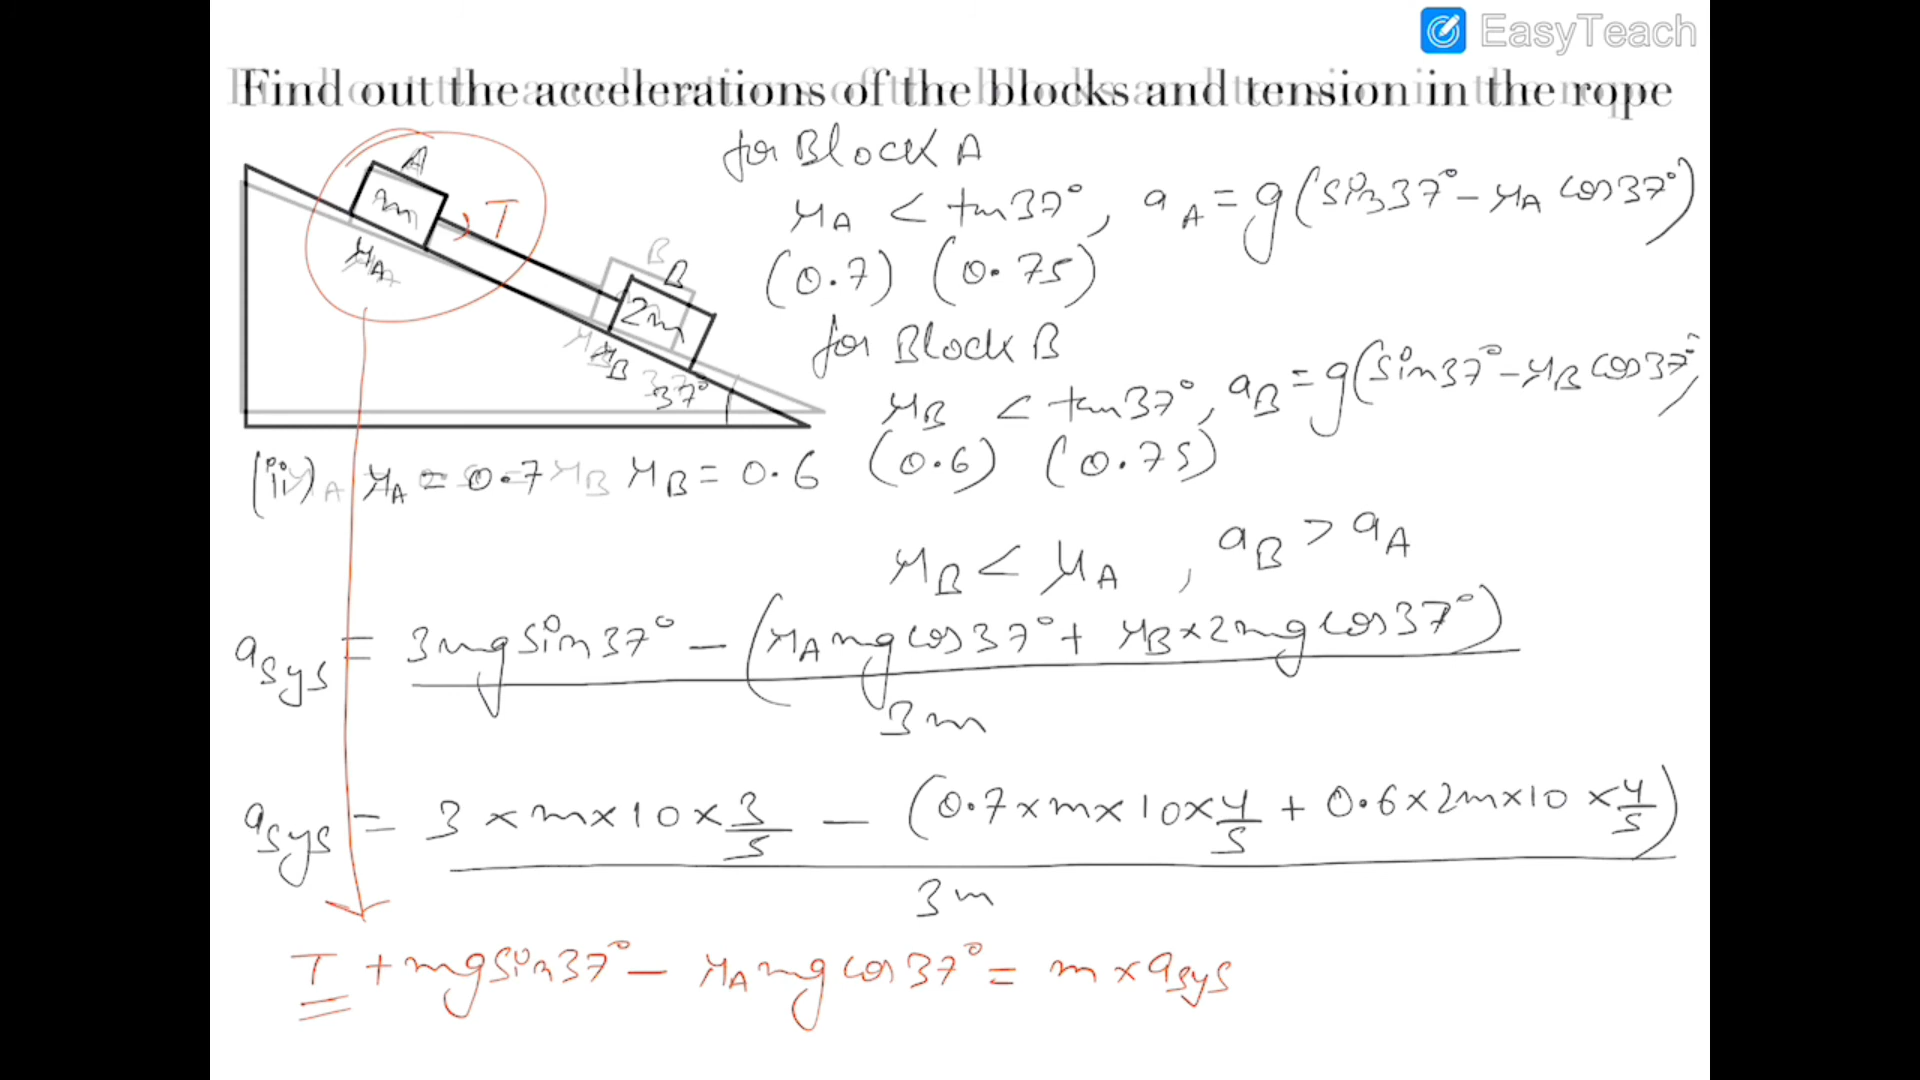 EasyTeach
Find out the accelerations of the blocks and tension in the rope
A
m
T
μA
B
B
2m
μB
37°
(iii) μA = 0.7 μB = 0.6
for Block A
μA < tan37°, aA = g(sin37° - μA cos37°)
(0.7) (0.75)
for Block B
μB < tan37°, aB = g(sin37° - μB cos37°)
(0.6) (0.75)
μB < μA, aB > aA
asys = 3mg sin37° - (μA mg cos37° + μB × 2mg cos37°)
3m
asys = 3 × m × 10 × 3/5 - (0.7 × m × 10 × 4/5 + 0.6 × 2m × 10 × 4/5)
3m
T + mg sin37° - μA mg cos37° = m × asys